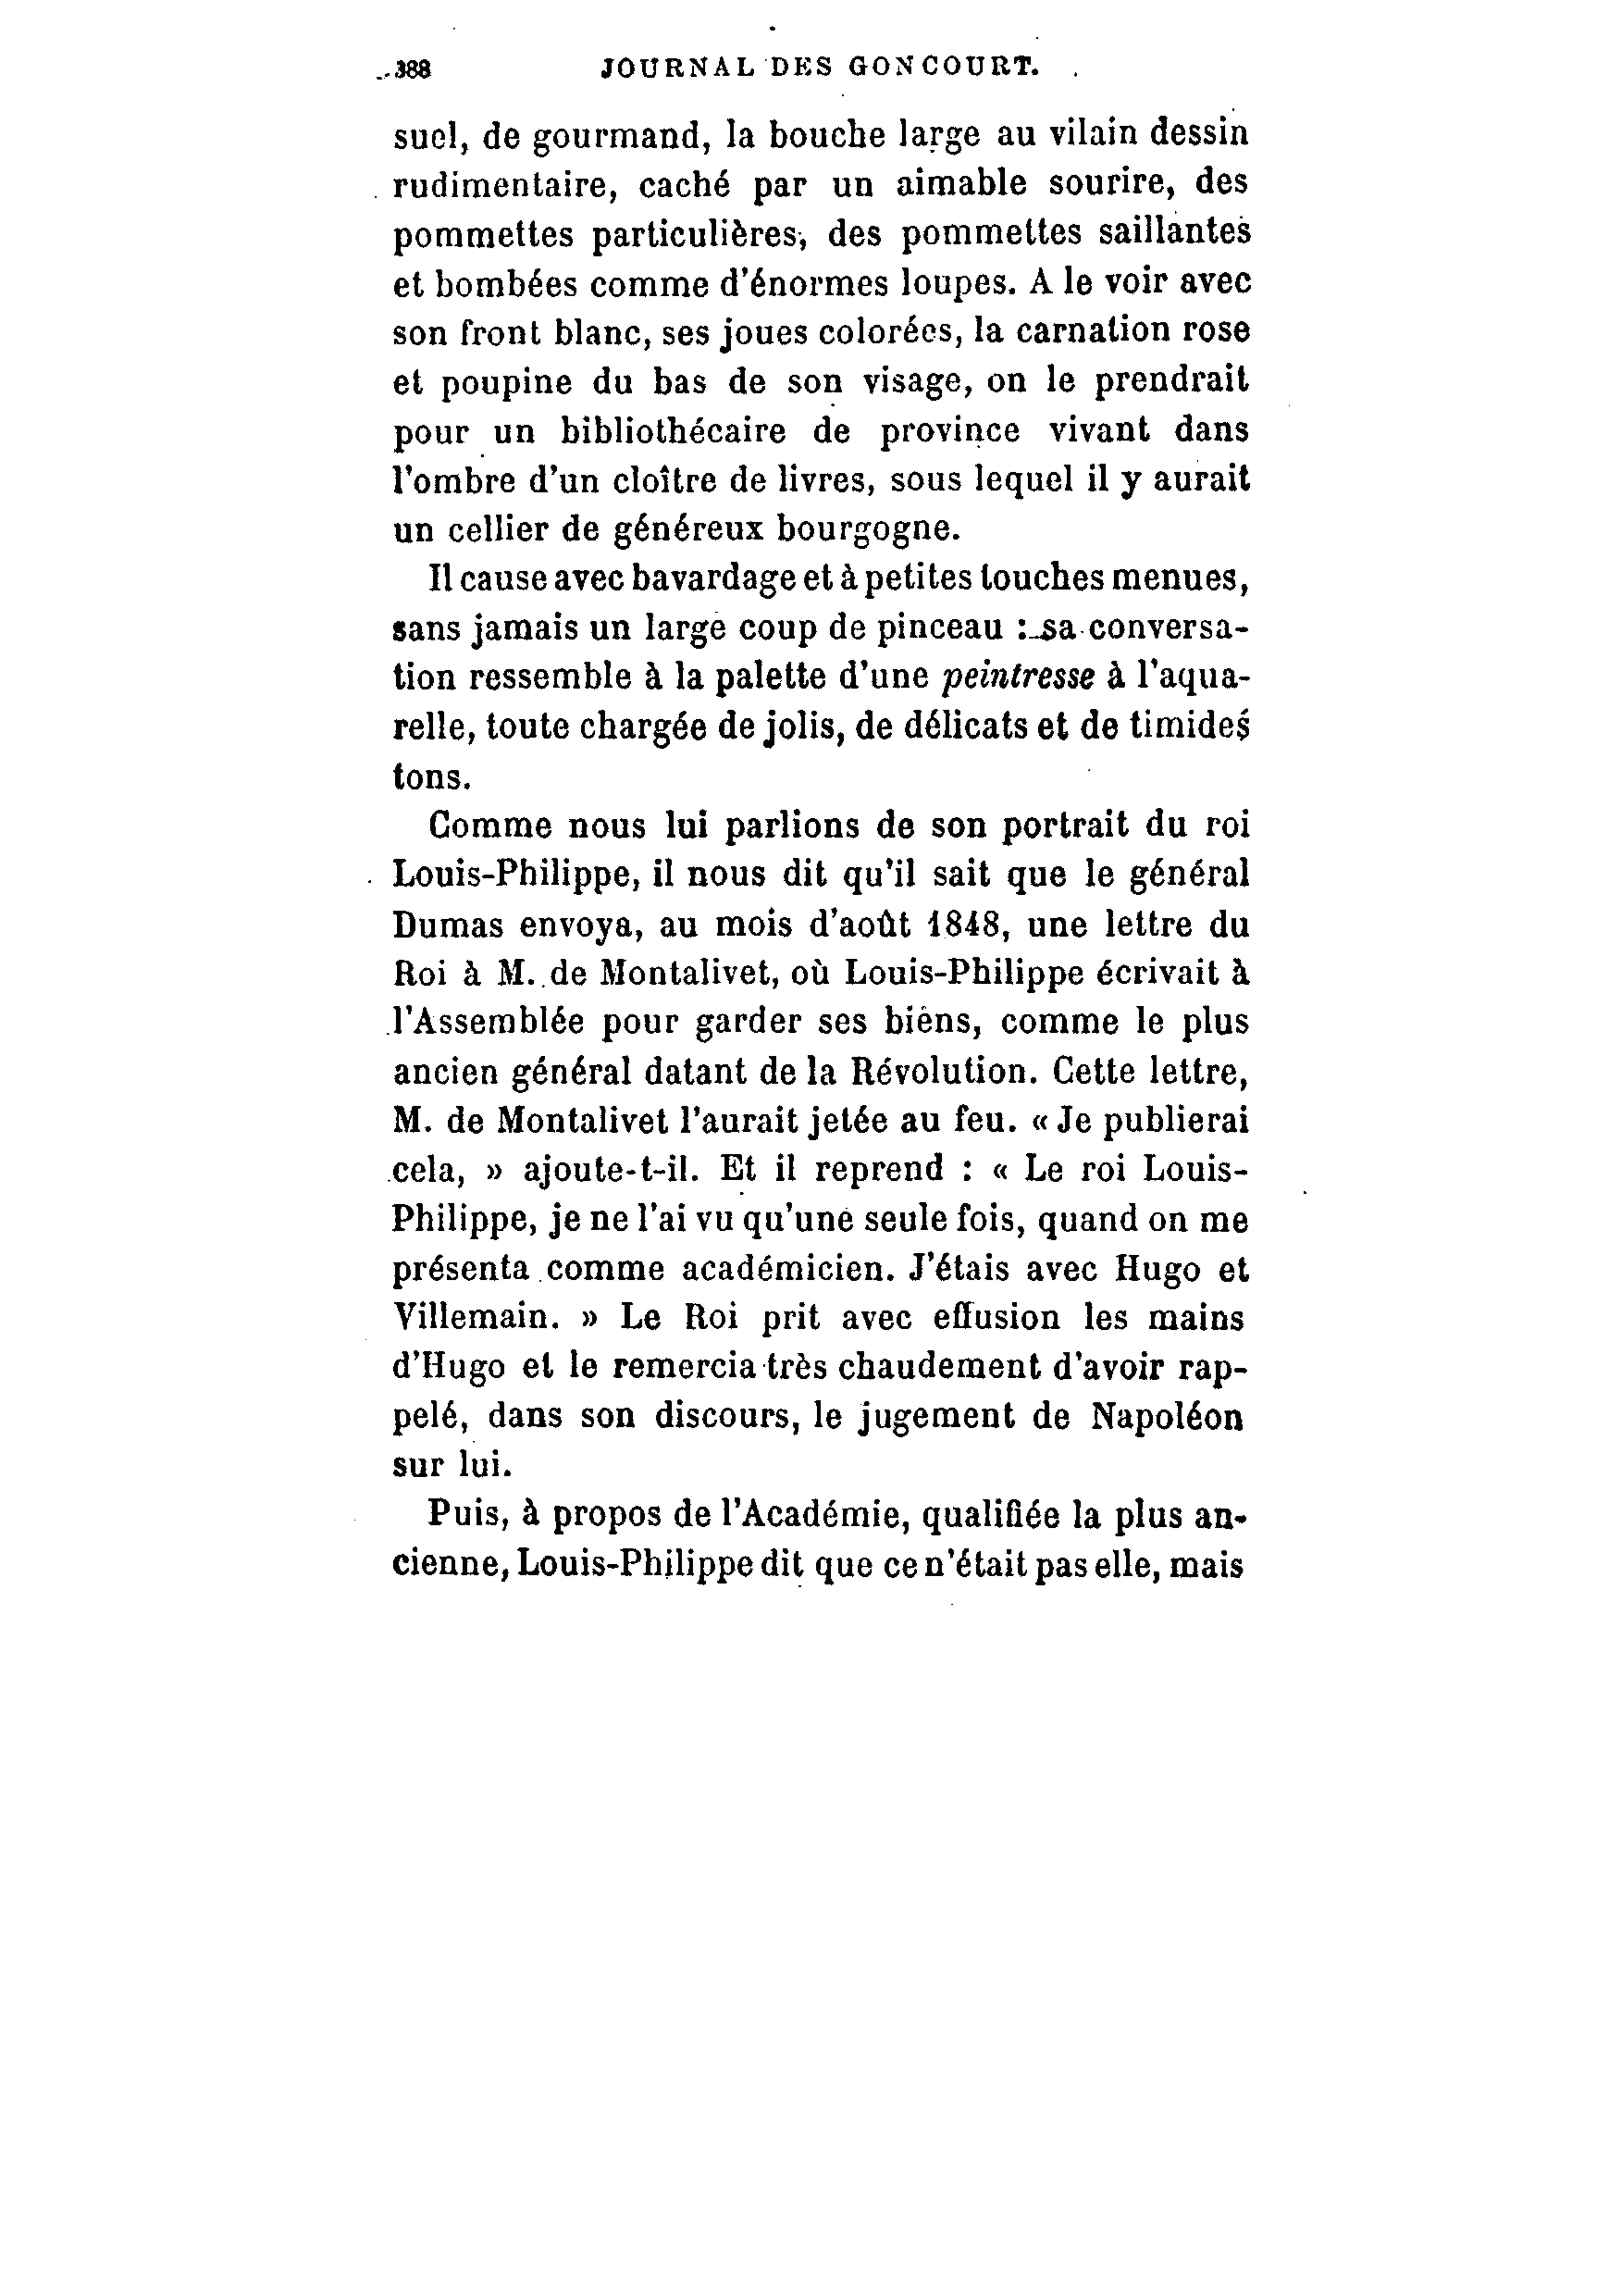 388 JOURNAL DES GONCOURT.
suel, de gourmand, la bouche large au vilain dessin
rudimentaire, caché par un aimable sourire, des
pommettes particulières, des pommettes saillantes
et bombées comme d'énormes loupes. A le voir avec
son front blanc, ses joues colorées, la carnation rose
et poupine du bas de son visage, on le prendrait
pour un bibliothécaire de province vivant dans
l'ombre d'un cloître de livres, sous lequel il y aurait
un cellier de généreux bourgogne.
Il cause avec bavardage et à petites touches menues,
sans jamais un large coup de pinceau : sa conversa-
tion ressemble à la palette d'une peintresse à l'aqua-
relle, toute chargée de jolis, de délicats et de timides
tons.
Comme nous lui parlions de son portrait du roi
Louis-Philippe, il nous dit qu'il sait que le général
Dumas envoya, au mois d'août 1848, une lettre du
Roi à M. de Montalivet, où Louis-Philippe écrivait à
l'Assemblée pour garder ses biens, comme le plus
ancien général datant de la Révolution. Cette lettre,
M. de Montalivet l'aurait jetée au feu. « Je publierai
cela, » ajoute-t-il. Et il reprend : « Le roi Louis-
Philippe, je ne l'ai vu qu'une seule fois, quand on me
présenta comme académicien. J'étais avec Hugo et
Villemain. » Le Roi prit avec effusion les mains
d'Hugo et le remercia très chaudement d'avoir rap-
pelé, dans son discours, le jugement de Napoléon
sur lui.
Puis, à propos de l'Académie, qualifiée la plus an-
cienne, Louis-Philippe dit que ce n'était pas elle, mais